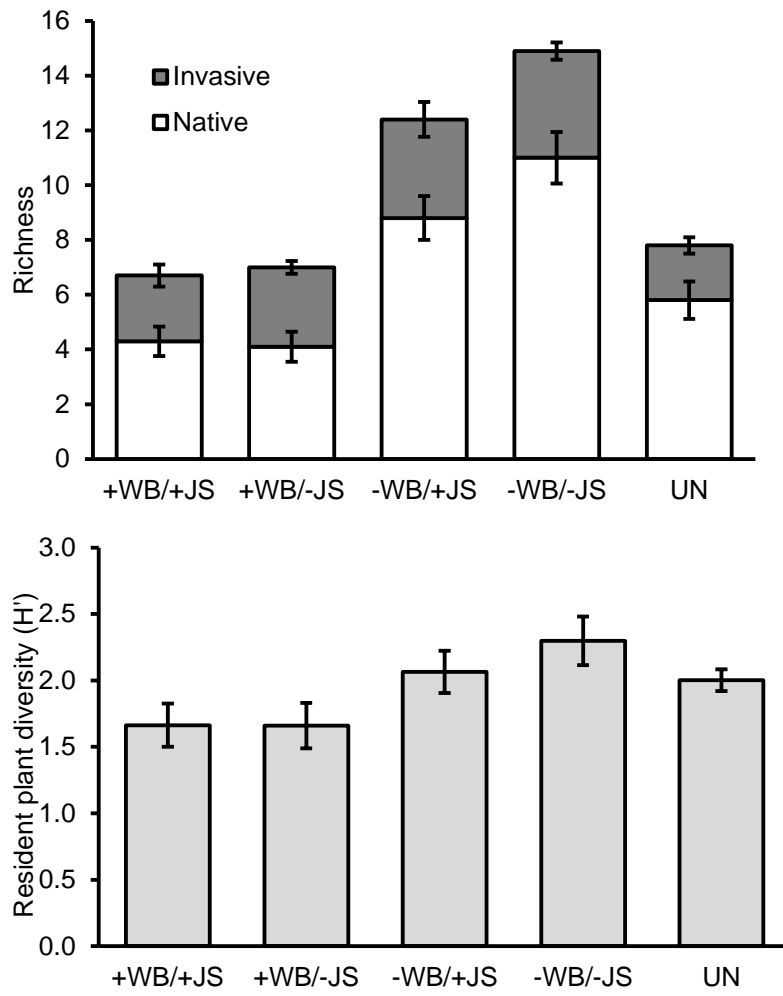 16
14
12
10
8
6
4
2
0
Richness
Invasive
Native
+WB/+JS +WB/-JS -WB/+JS -WB/-JS UN
3.0
2.5
2.0
1.5
1.0
0.5
0.0
Resident plant diversity (H')
+WB/+JS +WB/-JS -WB/+JS -WB/-JS UN